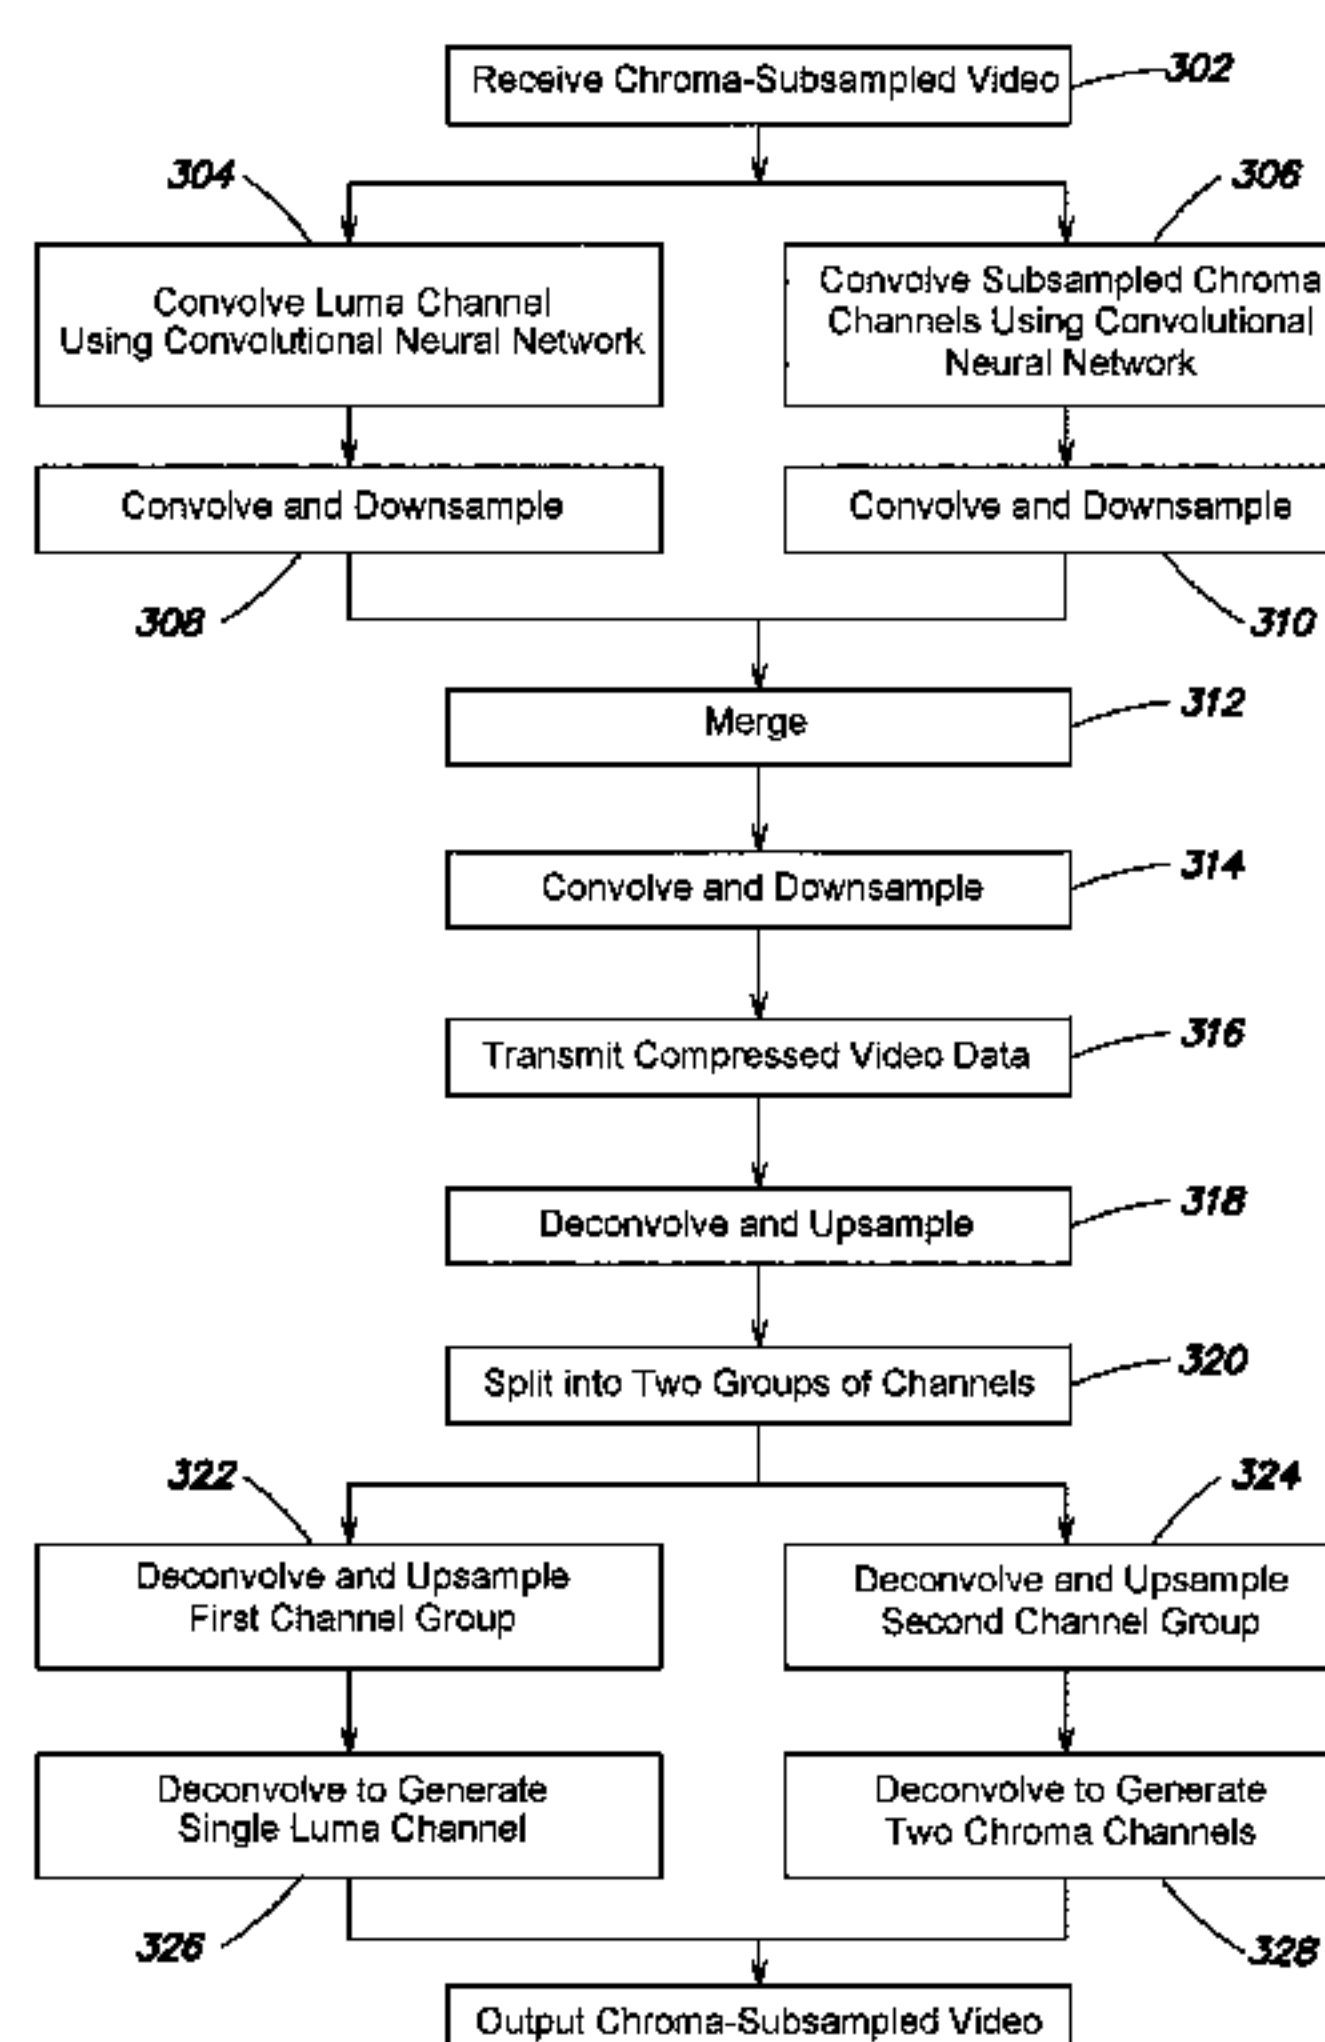 Receive Chroma-Subsampled Video
302
304
306
Convolve Luma Channel
Using Convolutional Neural Network
Convolve Subsampled Chroma
Channels Using Convolutional
Neural Network
Convolve and Downsample
Convolve and Downsample
308
310
Merge
312
Convolve and Downsample
314
Transmit Compressed Video Data
316
Deconvolve and Upsample
318
Split into Two Groups of Channels
320
322
324
Deconvolve and Upsample
First Channel Group
Deconvolve and Upsample
Second Channel Group
Deconvolve to Generate
Single Luma Channel
Deconvolve to Generate
Two Chroma Channels
326
328
Output Chroma-Subsampled Video